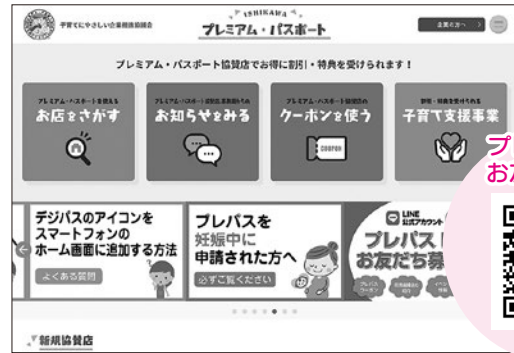 子育てにやさしい企業推進協議会
ISHIKAWA
プレミアム・パスポート
企業の方へ
プレミアム・パスポート協賛店でお得に割引・特典を受けられます！
プレミアム・パスポートを使える
お店をさがす
お知らせをみる
プレミアム・パスポート協賛店の
クーポンを使う
COUPON
割引・特典を受けられる
子育て支援事業
プ
お友
デジパスのアイコンを
スマートフォンの
ホーム画面に追加する方法
よくある質問
プレパスを
妊娠中に
申請された方へ
必ずご覧ください
LINE
公式アカウント
プレパス
お友だち募
プレパス
クーポン
イベ
情報
新規協賛店